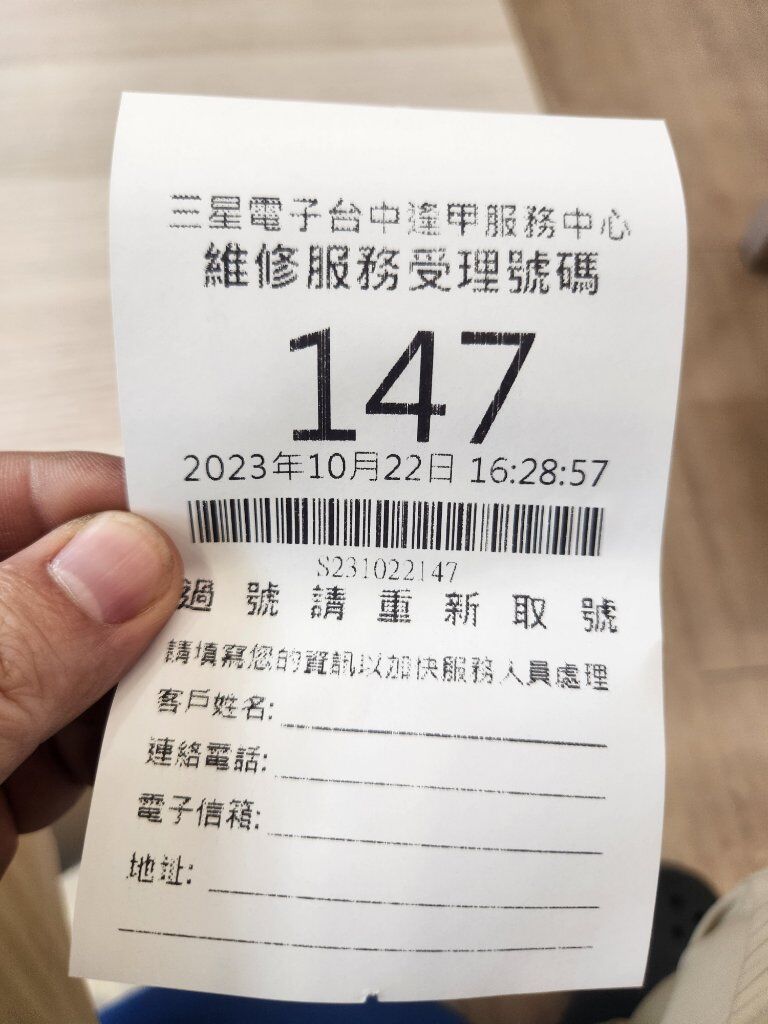 三星電子台中逢甲服務中心
維修服務受理號碼
147
2023年10月22日 16:28:57
S231022147
過號請重新取號
請填寫您的資訊以加快服務人員處理
客戶姓名:
連絡電話:
電子信箱:
地址: